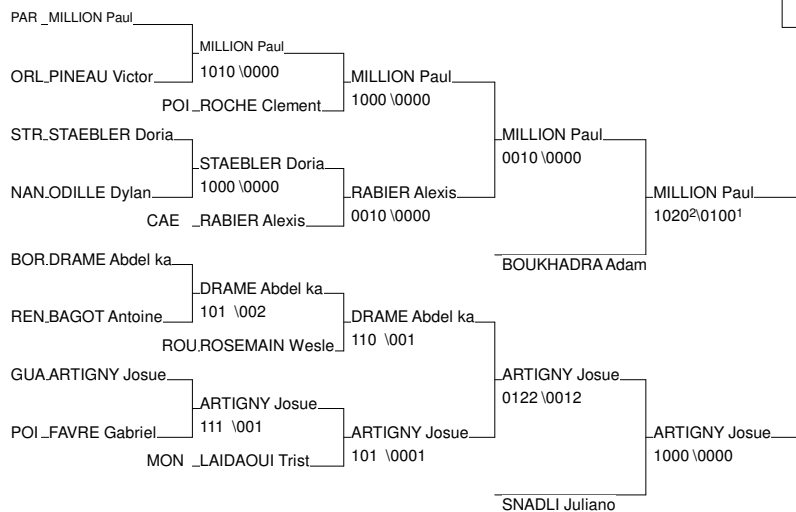 PAR MILLION Paul
MILLION Paul
1010 \0000
ORL PINEAU Victor
MILLION Paul
1000 \0000
POI ROCHE Clement
STR STAEBLER Doria
MILLION Paul
0010 \0000
STAEBLER Doria
1000 \0000
NAN ODILLE Dylan
RABIER Alexis
0010 \0000
MILLION Paul
1020²\0100¹
CAE RABIER Alexis
BOR DRAME Abdel ka
BOUKHADRA Adam
DRAME Abdel ka
101 \002
REN BAGOT Antoine
DRAME Abdel ka
110 \001
ROU ROSEMAIN Wesle
GUA ARTIGNY Josue
ARTIGNY Josue
0122 \0012
ARTIGNY Josue
111 \001
POI FAVRE Gabriel
ARTIGNY Josue
101 \0001
ARTIGNY Josue
1000 \0000
MON LAIDAOUI Trist
SNADLI Juliano